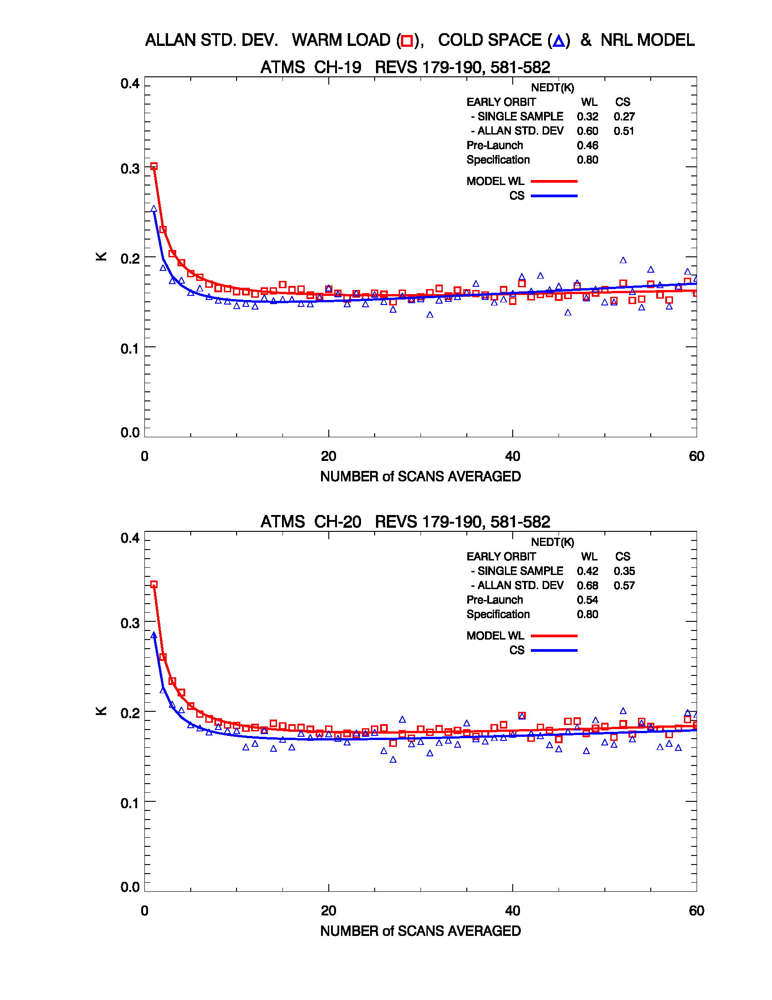 ALLAN STD. DEV. WARM LOAD (□), COLD SPACE (△) & NRL MODEL
ATMS CH-19 REVS 179-190, 581-582
NEDT(K)
EARLY ORBIT WL CS
- SINGLE SAMPLE 0.32 0.27
- ALLAN STD. DEV 0.60 0.51
Pre-Launch 0.46
Specification 0.80
MODEL WL
CS
0.4
0.3
0.2
0.1
0.0
K
0 20 40 60
NUMBER of SCANS AVERAGED
ATMS CH-20 REVS 179-190, 581-582
NEDT(K)
EARLY ORBIT WL CS
- SINGLE SAMPLE 0.42 0.35
- ALLAN STD. DEV 0.68 0.57
Pre-Launch 0.54
Specification 0.80
MODEL WL
CS
0.4
0.3
0.2
0.1
0.0
K
0 20 40 60
NUMBER of SCANS AVERAGED